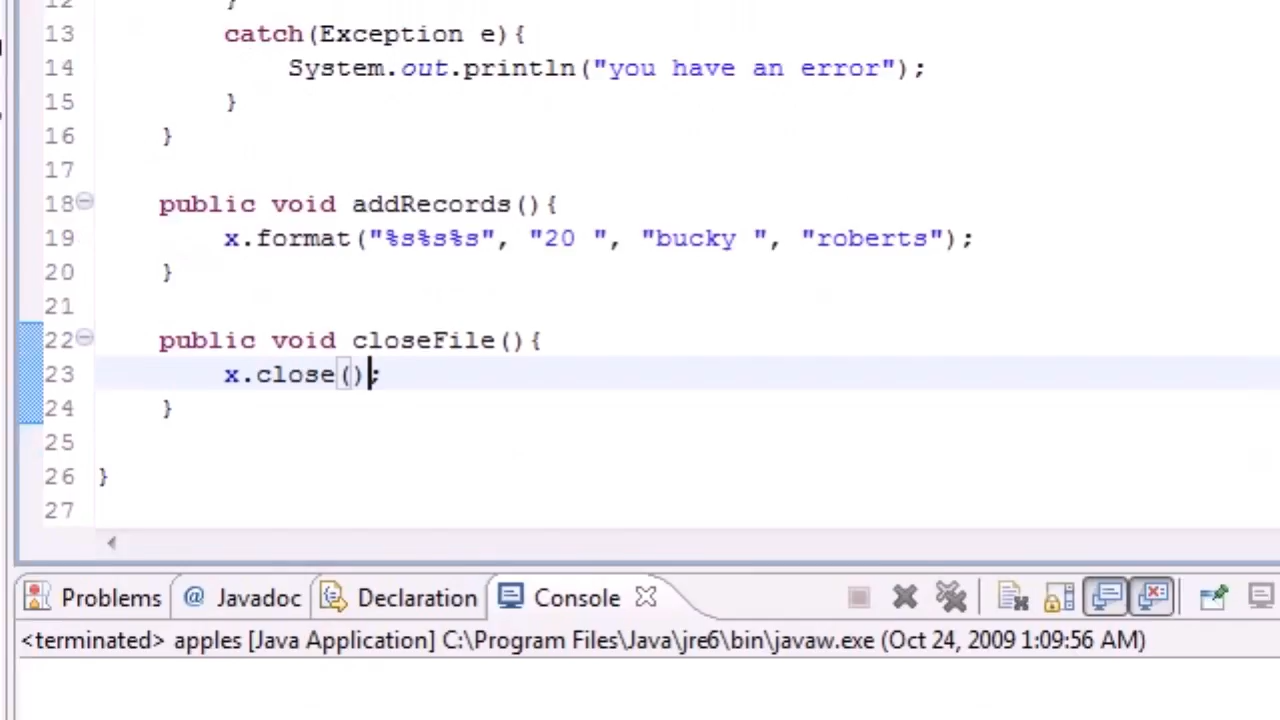 12 }
13 catch(Exception e){
14 System.out.println("you have an error");
15 }
16 }
17
18 public void addRecords(){
19 x.format("%s%s%s", "20 ", "bucky ", "roberts");
20 }
21
22 public void closeFile(){
23 x.close();
24 }
25
26 }
27
Problems @ Javadoc Declaration Console
<terminated> apples [Java Application] C:\Program Files\Java\jre6\bin\javaw.exe (Oct 24, 2009 1:09:56 AM)